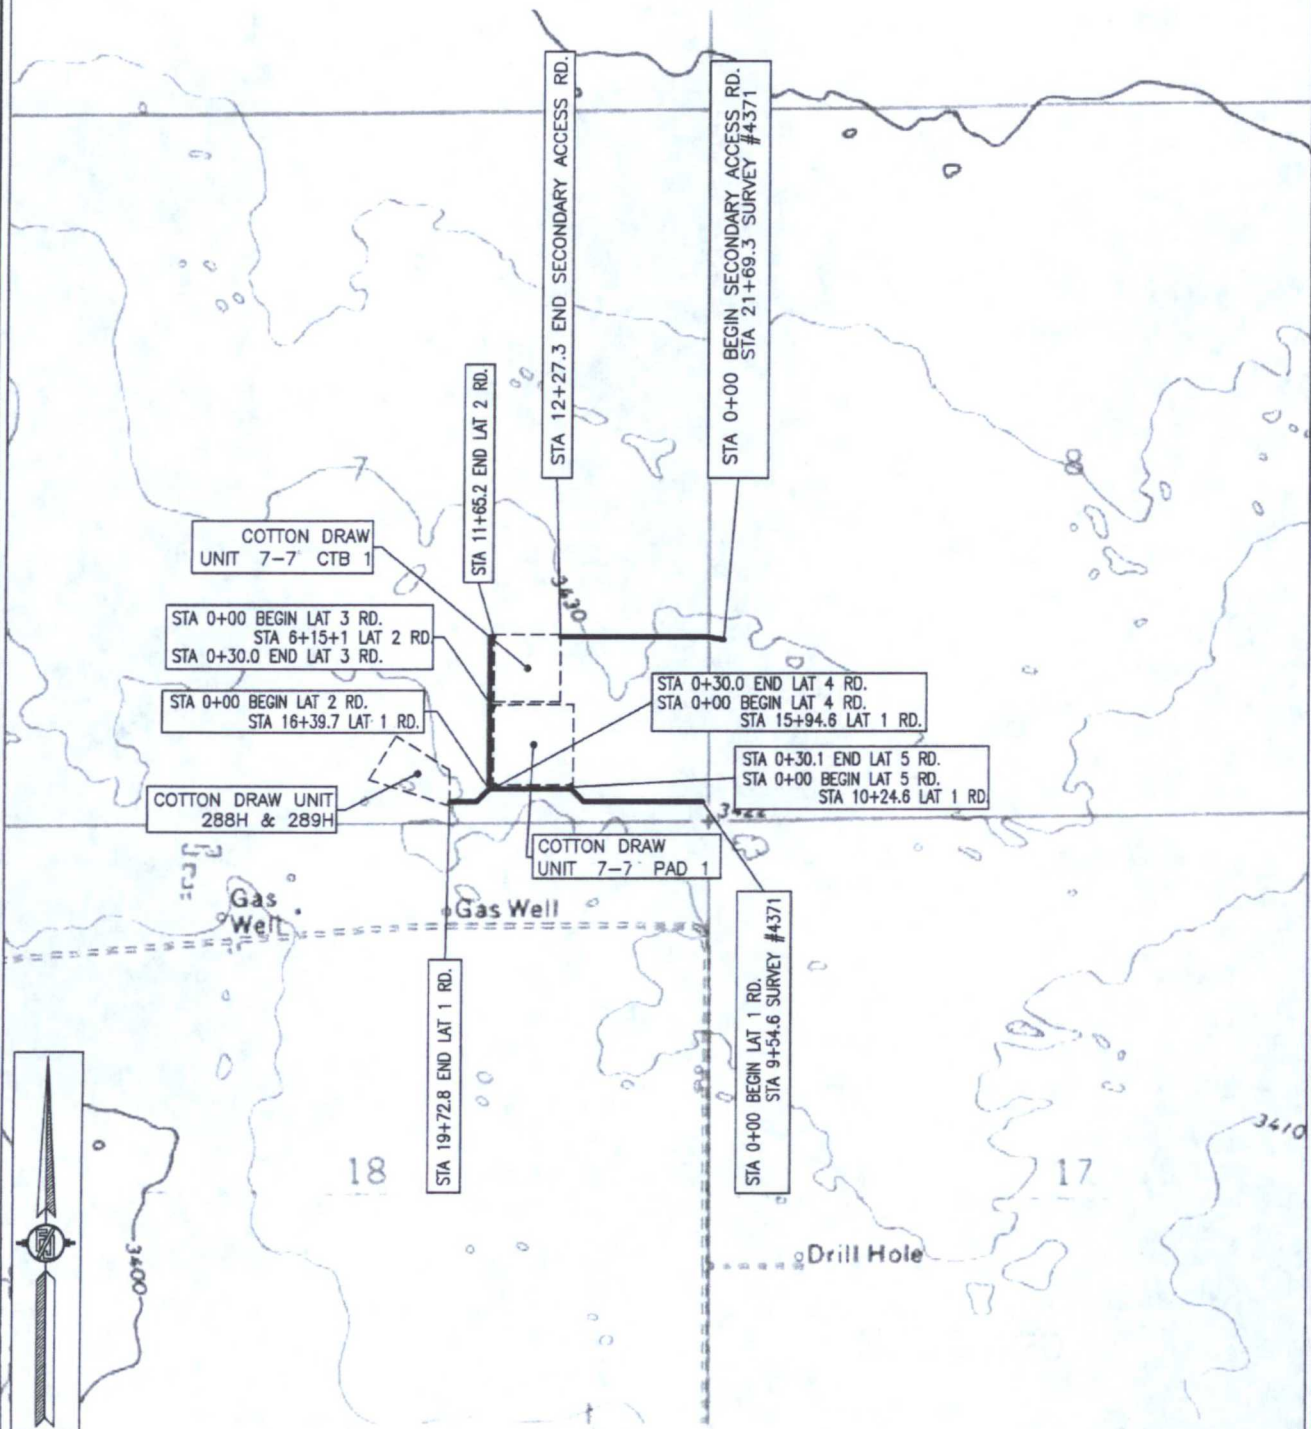 STA 12+27.3 END SECONDARY ACCESS RD.
STA 0+00 BEGIN SECONDARY ACCESS RD.
STA 21+69.3 SURVEY #4371
STA 11+65.2 END LAT 2 RD.
7
COTTON DRAW
UNIT 7-7 CTB 1
3430
STA 0+00 BEGIN LAT 3 RD.
STA 6+15+1 LAT 2 RD
STA 0+30.0 END LAT 3 RD.
STA 0+00 BEGIN LAT 2 RD.
STA 16+39.7 LAT 1 RD.
STA 0+30.0 END LAT 4 RD.
STA 0+00 BEGIN LAT 4 RD.
STA 15+94.6 LAT 1 RD.
STA 0+30.1 END LAT 5 RD.
STA 0+00 BEGIN LAT 5 RD.
STA 10+24.6 LAT 1 RD.
COTTON DRAW UNIT
288H & 289H
3422
COTTON DRAW
UNIT 7-7 PAD 1
Gas
Well
Gas Well
STA 19+72.8 END LAT 1 RD.
STA 0+00 BEGIN LAT 1 RD.
STA 9+54.6 SURVEY #4371
18
17
3410
3400
Drill Hole